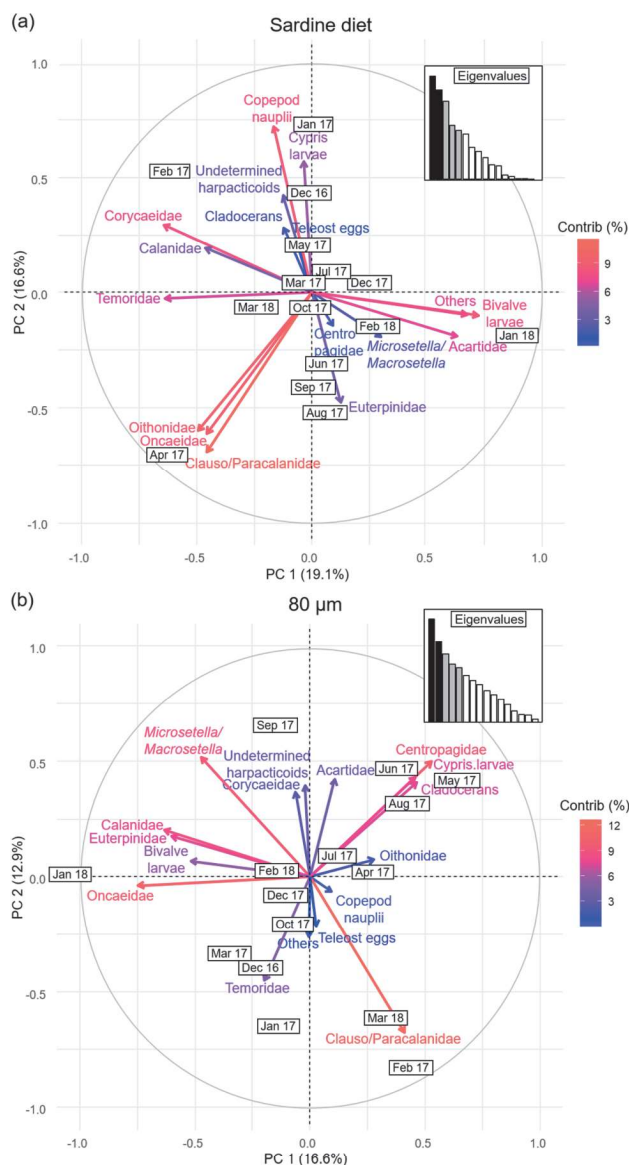 (a)
Sardine diet
1.0
Eigenvalues
Copepod
nauplii
Jan 17
Cypris
larvae
Feb 17
0.5
Undetermined
harpacticoids
Dec 16
Contrib (%)
Corycaeidae
Cladocerans
Teleost eggs
9
Calanidae
May 17
6
Jul 17
3
Temoridae
Mar 17
Dec 17
PC 2 (16.6%)
0.0
Others
Bivalve
larvae
Mar 18
Oct 17
Feb 18
Centro
pagidae
Acartidae
Jan 18
Microsetella/
Macrosetella
Jun 17
Sep 17
-0.5
Euterpinidae
Aug 17
Oithonidae
Oncaeidae
Apr 17
Clauso/Paracalanidae
-1.0
-1.0
-0.5
0.0
0.5
1.0
PC 1 (19.1%)
(b)
80 µm
1.0
Eigenvalues
Sep 17
Microsetella/
Macrosetella
Undetermined
harpacticoids
Corycaeidae
Acartidae
Centropagidae
0.5
Jun 17
Cypris.larvae
May 17
Cladocerans
Aug 17
Contrib (%)
12
9
6
3
Calanidae
Euterpinidae
Bivalve
larvae
Jul 17
Oithonidae
Jan 18
Feb 18
Apr 17
PC 2 (12.9%)
0.0
Oncaeidae
Dec 17
Copepod
nauplii
Oct 17
Others
Teleost eggs
Mar 17
Dec 16
Temoridae
-0.5
Jan 17
Mar 18
Clauso/Paracalanidae
Feb 17
-1.0
-1.0
-0.5
0.0
0.5
1.0
PC 1 (16.6%)